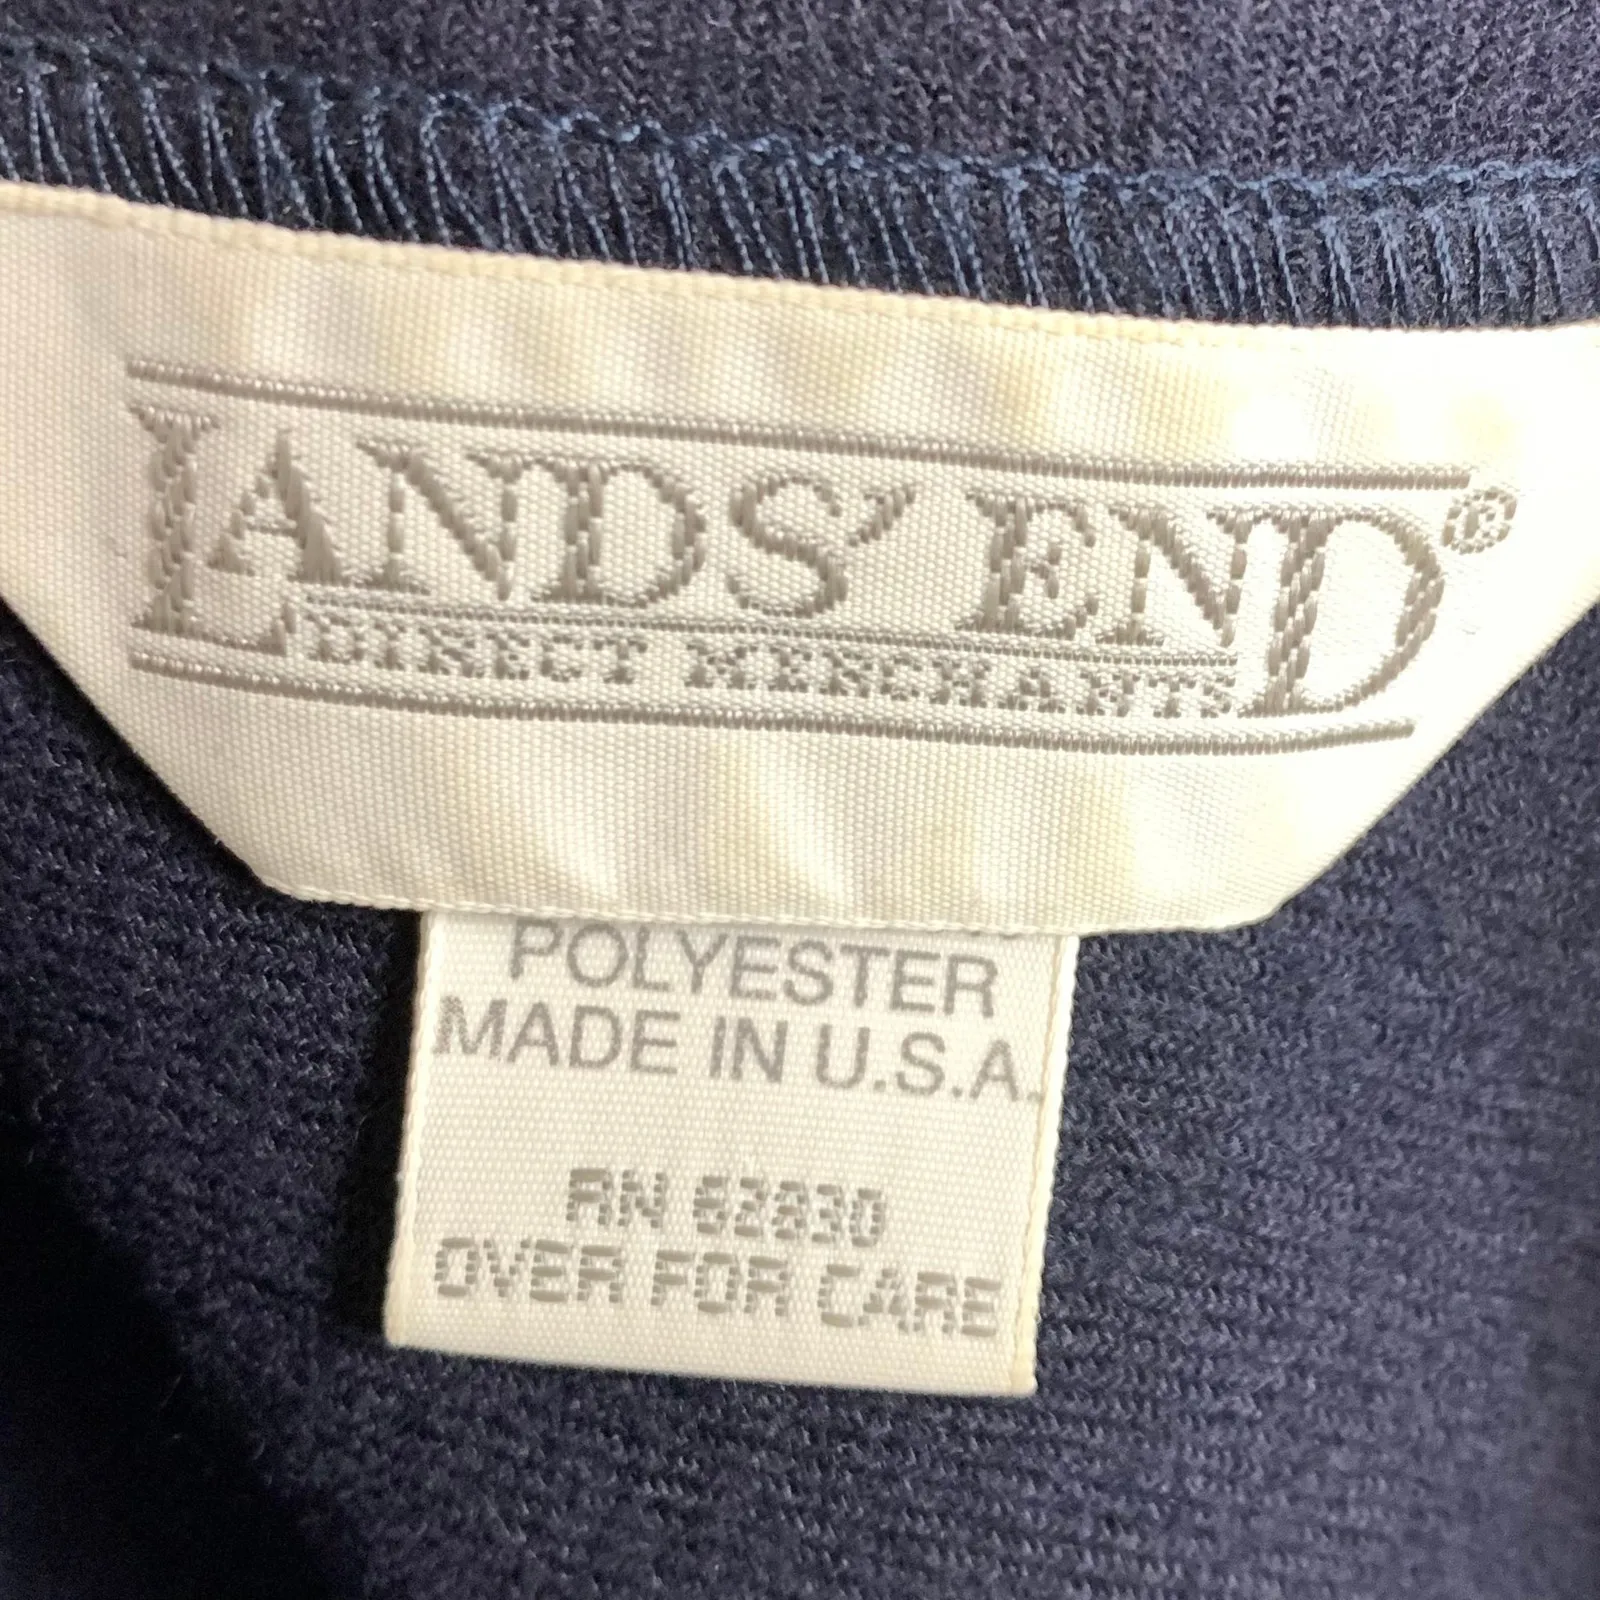 LANDS' END®
DIRECT MERCHANTS
POLYESTER
MADE IN U.S.A.
RN 62830
OVER FOR CARE